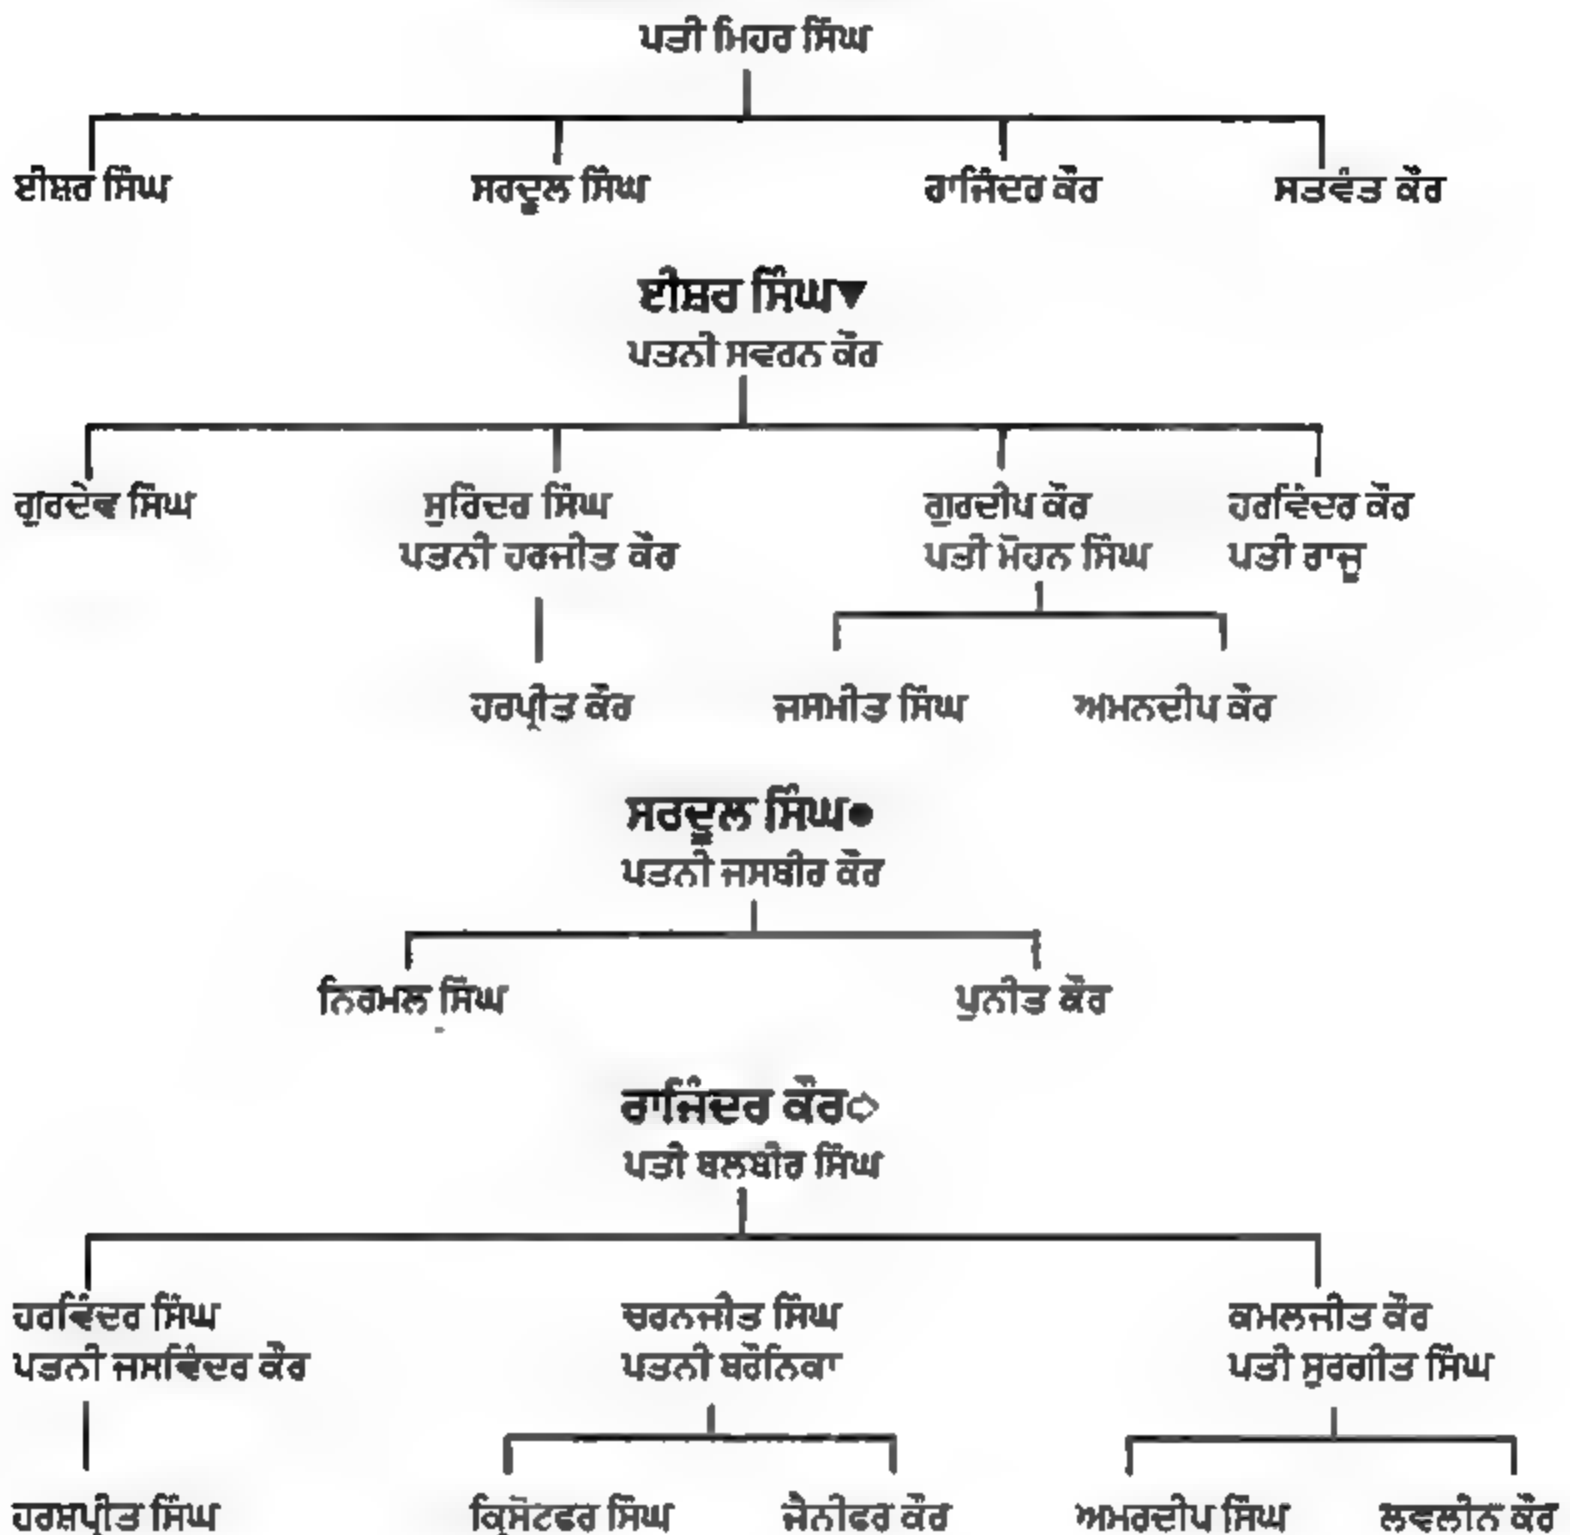 ਪਤੀ ਮਿਹਰ ਸਿੰਘ
ਈਸ਼ਰ ਸਿੰਘ ਸਰਦੂਲ ਸਿੰਘ ਰਾਜਿੰਦਰ ਕੌਰ ਸਤਵੰਤ ਕੌਰ
ਈਸ਼ਰ ਸਿੰਘ▼
ਪਤਨੀ ਸਵਰਨ ਕੌਰ
ਗੁਰਦੇਵ ਸਿੰਘ ਸੁਰਿੰਦਰ ਸਿੰਘ ਗੁਰਦੀਪ ਕੌਰ ਹਰਵਿੰਦਰ ਕੌਰ
ਪਤਨੀ ਹਰਜੀਤ ਕੌਰ ਪਤੀ ਮੋਹਨ ਸਿੰਘ ਪਤੀ ਰਾਜੂ
ਹਰਪ੍ਰੀਤ ਕੌਰ ਜਸਮੀਤ ਸਿੰਘ ਅਮਨਦੀਪ ਕੌਰ
ਸਰਦੂਲ ਸਿੰਘ●
ਪਤਨੀ ਜਸਬੀਰ ਕੌਰ
ਨਿਰਮਲ ਸਿੰਘ ਪੁਨੀਤ ਕੌਰ
ਰਾਜਿੰਦਰ ਕੌਰ➪
ਪਤੀ ਬਲਬੀਰ ਸਿੰਘ
ਹਰਵਿੰਦਰ ਸਿੰਘ ਚਰਨਜੀਤ ਸਿੰਘ ਕਮਲਜੀਤ ਕੌਰ
ਪਤਨੀ ਜਸਵਿੰਦਰ ਕੌਰ ਪਤਨੀ ਬਰੌਨਿਕਾ ਪਤੀ ਸੁਰਗੀਤ ਸਿੰਘ
ਹਰਸ਼ਪ੍ਰੀਤ ਸਿੰਘ ਕ੍ਰਿਸੋਟਫਰ ਸਿੰਘ ਜੈਨੀਫਰ ਕੌਰ ਅਮਰਦੀਪ ਸਿੰਘ ਲਵਲੀਨ ਕੌਰ